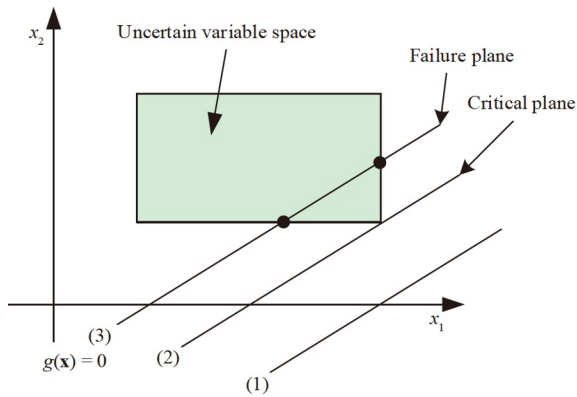 x2
Uncertain variable space
Failure plane
Critical plane
x1
(3)
g(x) = 0
(2)
(1)